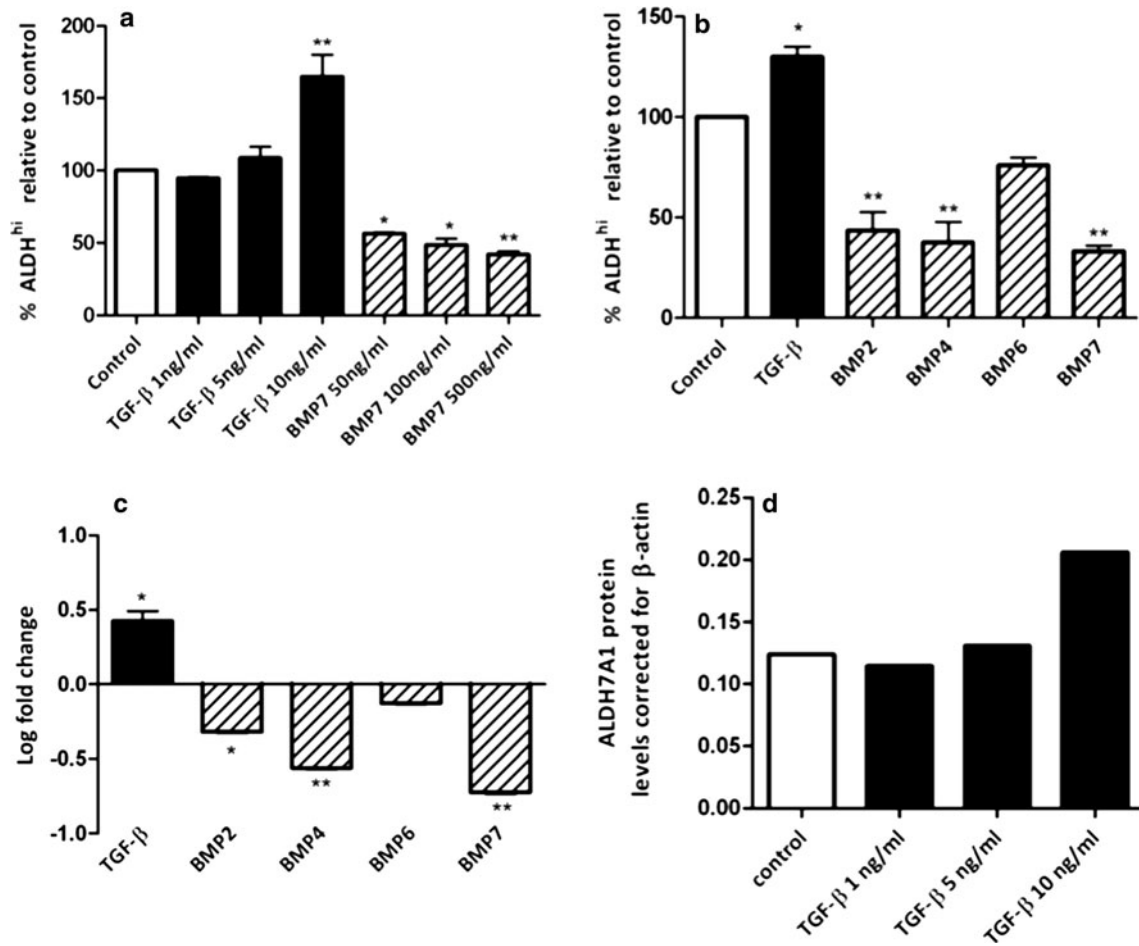 a
% ALDHhi relative to control
200
150
100
50
0
**
*
*
**
Control
TGF-β 1ng/ml
TGF-β 5ng/ml
TGF-β 10ng/ml
BMP7 50ng/ml
BMP7 100ng/ml
BMP7 500ng/ml
b
% ALDHhi relative to control
150
100
50
0
*
**
**
**
Control
TGF-β
BMP2
BMP4
BMP6
BMP7
c
Log fold change
1.0
0.5
0.0
-0.5
-1.0
*
*
**
**
TGF-β
BMP2
BMP4
BMP6
BMP7
d
ALDH7A1 protein
levels corrected for β-actin
0.25
0.20
0.15
0.10
0.05
0.00
control
TGF-β 1 ng/ml
TGF-β 5 ng/ml
TGF-β 10 ng/ml